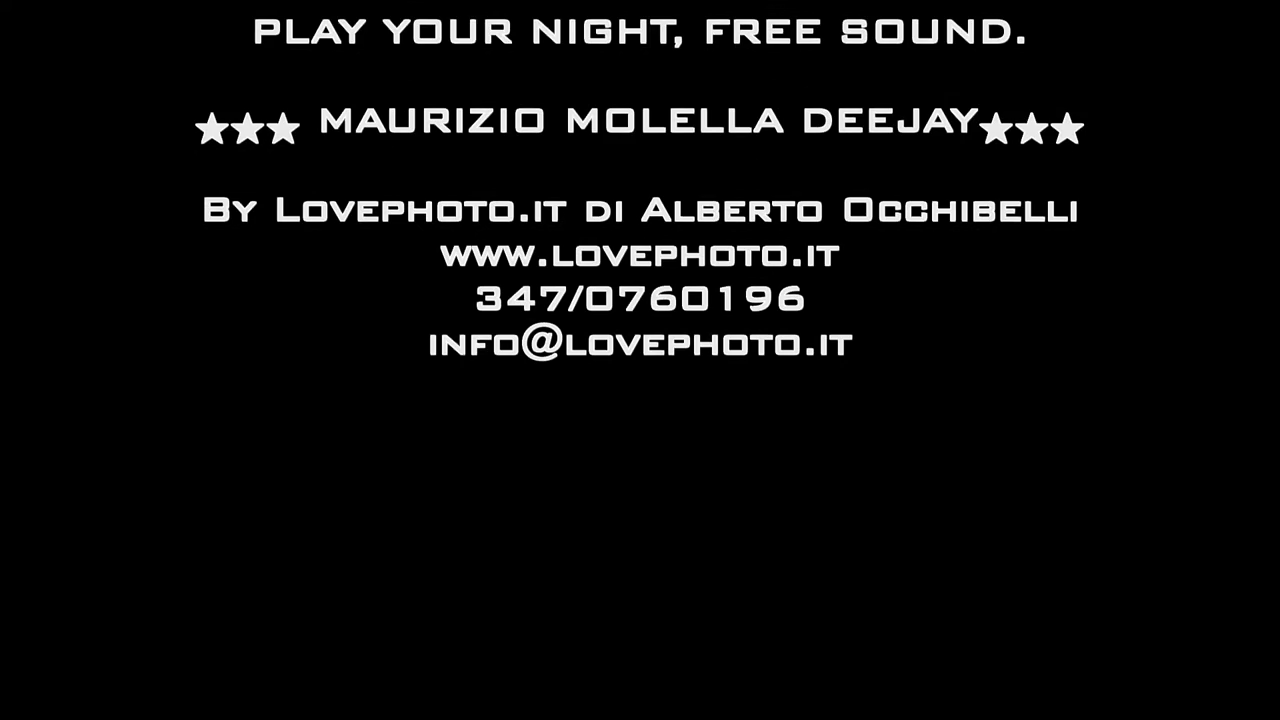 PLAY YOUR NIGHT, FREE SOUND.
★★★ MAURIZIO MOLELLA DEEJAY★★★
By Lovephoto.it di Alberto Occhibelli
www.lovephoto.it
347/0760196
info@lovephoto.it